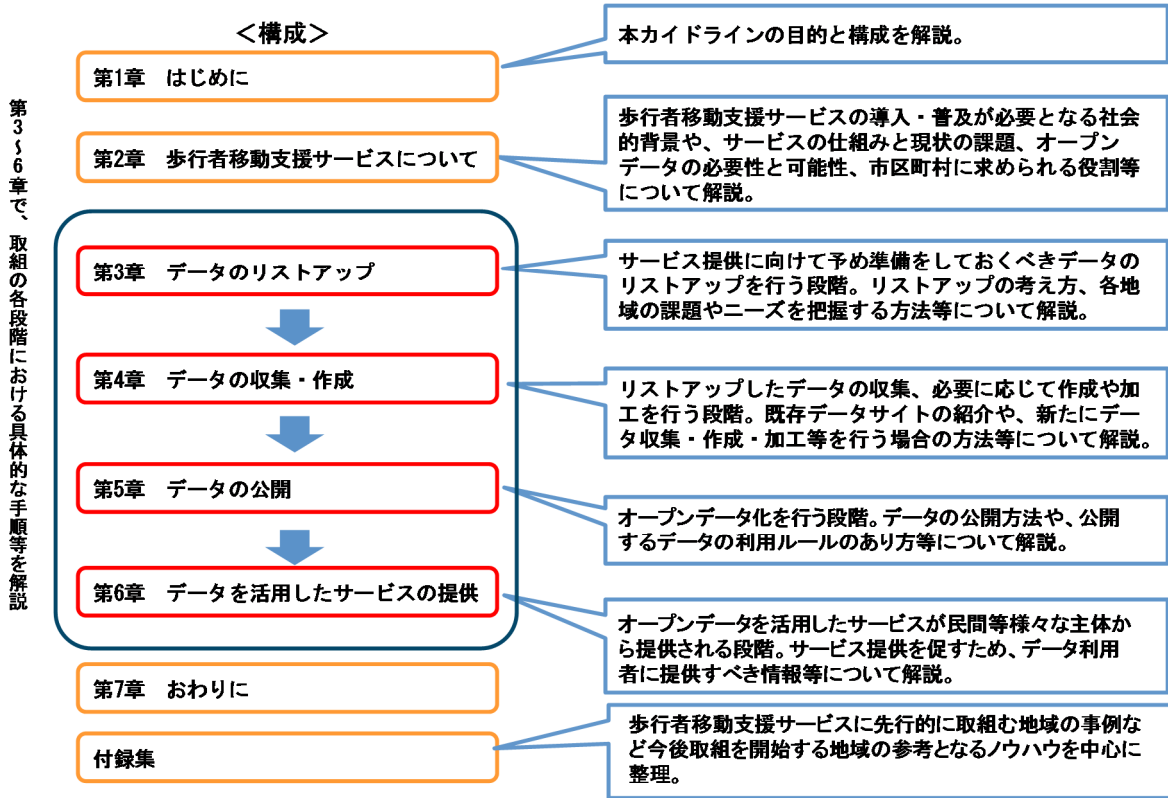 <構成>
第1章 はじめに
本カイドラインの目的と構成を解説。
第2章 歩行者移動支援サービスについて
歩行者移動支援サービスの導入・普及が必要となる社会
的背景や、サービスの仕組みと現状の課題、オープン
データの必要性と可能性、市区町村に求められる役割等
について解説。
第3~6章で、取組の各段階における具体的な手順等を解説
第3章 データのリストアップ
サービス提供に向けて予め準備をしておくべきデータの
リストアップを行う段階。リストアップの考え方、各地
域の課題やニーズを把握する方法等について解説。
第4章 データの収集・作成
リストアップしたデータの収集、必要に応じて作成や加
工を行う段階。既存データサイトの紹介や、新たにデー
タ収集・作成・加工等を行う場合の方法等について解説。
第5章 データの公開
オープンデータ化を行う段階。データの公開方法や、公開
するデータの利用ルールのあり方等について解説。
第6章 データを活用したサービスの提供
オープンデータを活用したサービスが民間等様々な主体か
ら提供される段階。サービス提供を促すため、データ利用
者に提供すべき情報等について解説。
第7章 おわりに
付録集
歩行者移動支援サービスに先行的に取組む地域の事例な
ど今後取組を開始する地域の参考となるノウハウを中心に
整理。